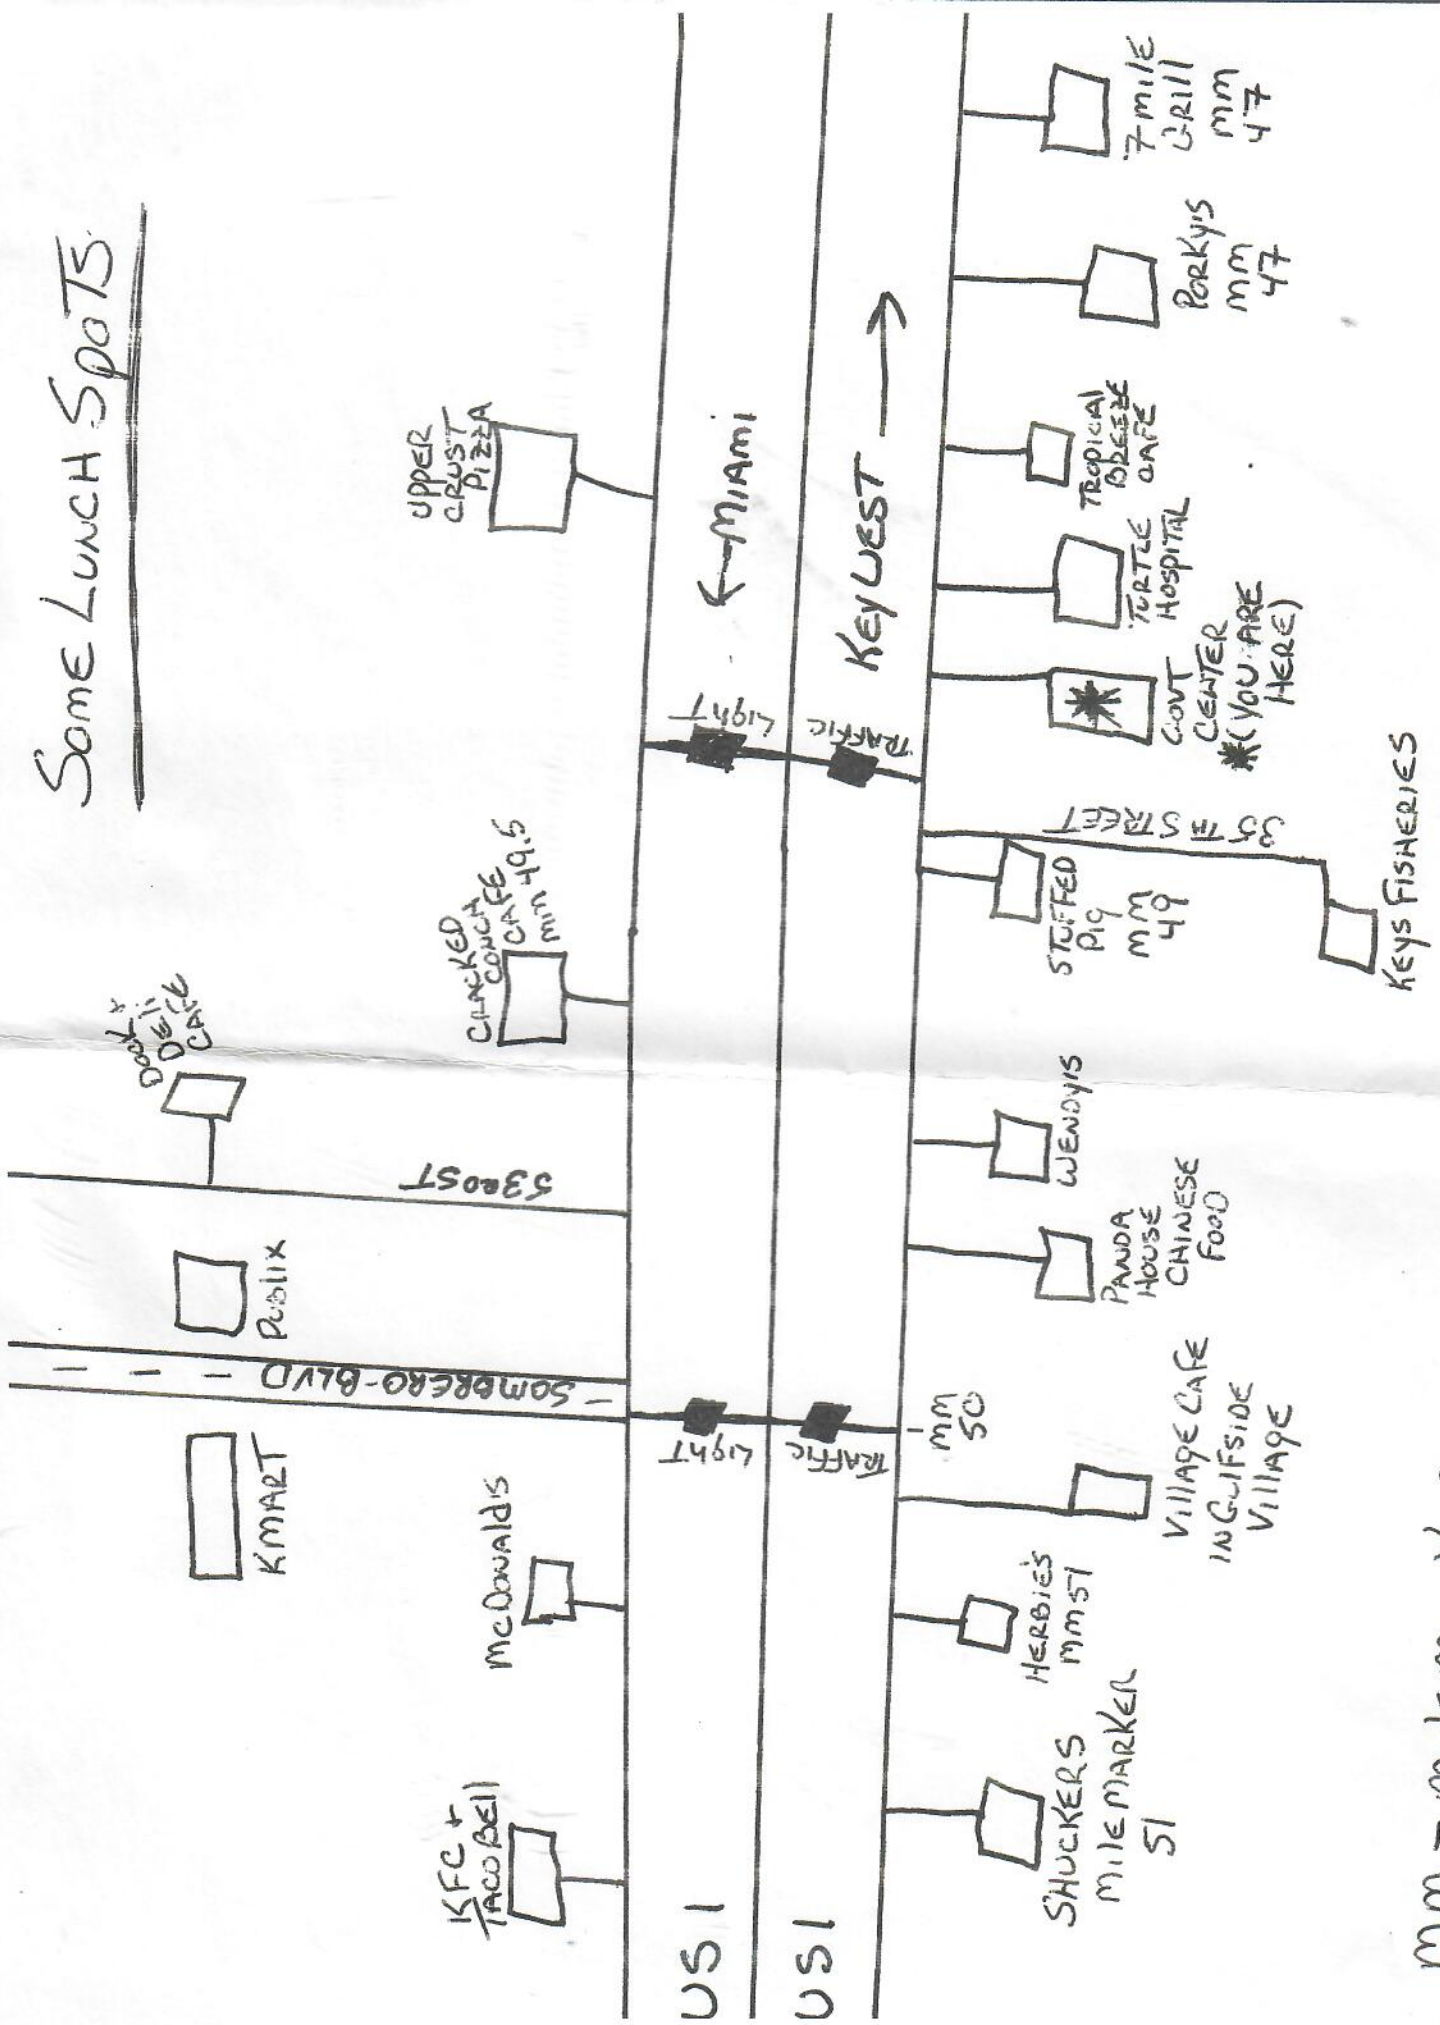 SOME LUNCH SPOTS
DOCK +
DELI
CAFE
KMART
PUBLIX
SOMBRERO-BLVD
53RD ST
KFC +
TACO BELL
McDONALDS
CRACKED
CONCH
CAFE
mm 49.5
UPPER
CRUST
PIZZA
US 1
LIGHT
LIGHT
←MIAMI
US 1
TRAFFIC
TRAFFIC
KEY WEST →
SHUCKERS
MILE MARKER
51
HERBIE'S
MM 51
VILLAGE CAFE
IN GULFSIDE
VILLAGE
MM
50
PANDA
HOUSE
CHINESE
FOOD
WENDY'S
STUFFED
PIG
MM
49
35TH STREET
KEYS FISHERIES
GOVT
CENTER
*(YOU ARE
HERE)
TURTLE
HOSPITAL
TROPICAL
BREEZE
CAFE
PORKY'S
MM
47
7 MILE
GRILL
MM
47